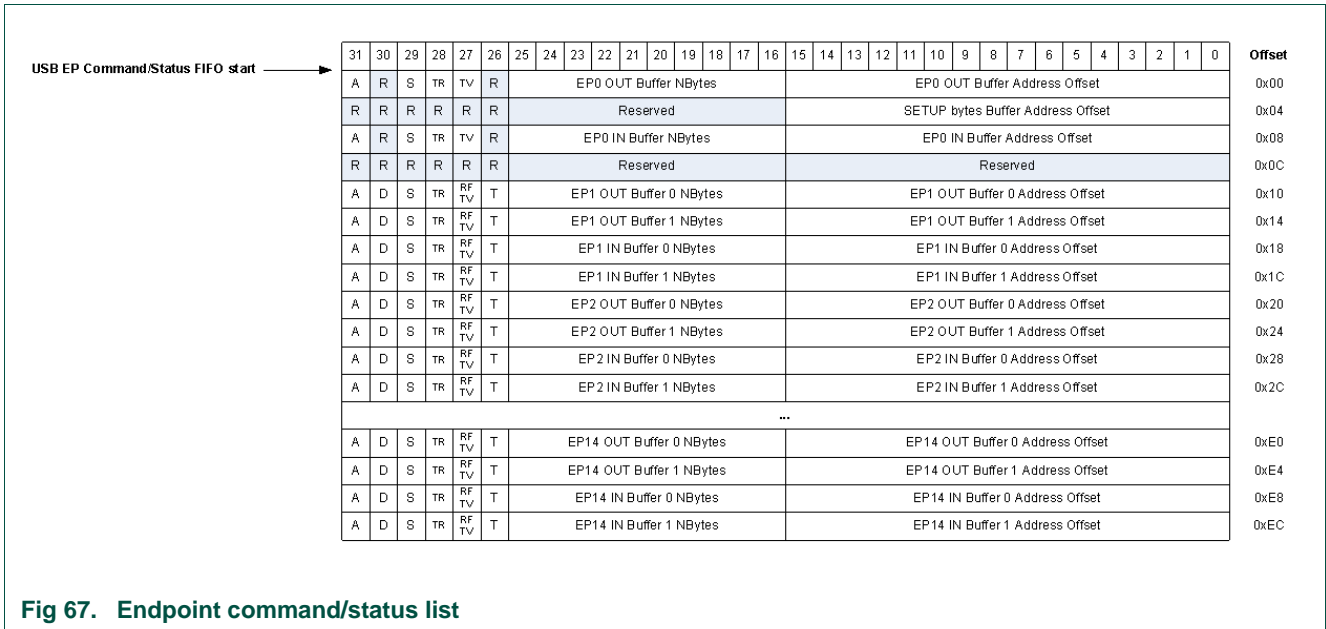 31 30 29 28 27 26 25 24 23 22 21 20 19 18 17 16 15 14 13 12 11 10 9 8 7 6 5 4 3 2 1 0 Offset
USB EP Command/Status FIFO start
A R S TR TV R EP0 OUT Buffer NBytes EP0 OUT Buffer Address Offset 0x00
R R R R R R Reserved SETUP bytes Buffer Address Offset 0x04
A R S TR TV R EP0 IN Buffer NBytes EP0 IN Buffer Address Offset 0x08
R R R R R R Reserved Reserved 0x0C
A D S TR RF TV T EP1 OUT Buffer 0 NBytes EP1 OUT Buffer 0 Address Offset 0x10
A D S TR RF TV T EP1 OUT Buffer 1 NBytes EP1 OUT Buffer 1 Address Offset 0x14
A D S TR RF TV T EP1 IN Buffer 0 NBytes EP1 IN Buffer 0 Address Offset 0x18
A D S TR RF TV T EP1 IN Buffer 1 NBytes EP1 IN Buffer 1 Address Offset 0x1C
A D S TR RF TV T EP2 OUT Buffer 0 NBytes EP2 OUT Buffer 0 Address Offset 0x20
A D S TR RF TV T EP2 OUT Buffer 1 NBytes EP2 OUT Buffer 1 Address Offset 0x24
A D S TR RF TV T EP2 IN Buffer 0 NBytes EP2 IN Buffer 0 Address Offset 0x28
A D S TR RF TV T EP2 IN Buffer 1 NBytes EP2 IN Buffer 1 Address Offset 0x2C
...
A D S TR RF TV T EP14 OUT Buffer 0 NBytes EP14 OUT Buffer 0 Address Offset 0xE0
A D S TR RF TV T EP14 OUT Buffer 1 NBytes EP14 OUT Buffer 1 Address Offset 0xE4
A D S TR RF TV T EP14 IN Buffer 0 NBytes EP14 IN Buffer 0 Address Offset 0xE8
A D S TR RF TV T EP14 IN Buffer 1 NBytes EP14 IN Buffer 1 Address Offset 0xEC
Fig 67. Endpoint command/status list